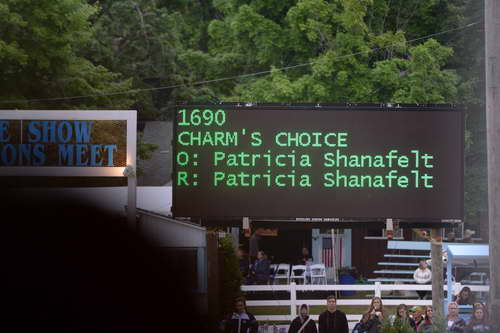 E SHOW
ONS MEET
1690
CHARM'S CHOICE
O: Patricia Shanafelt
R: Patricia Shanafelt